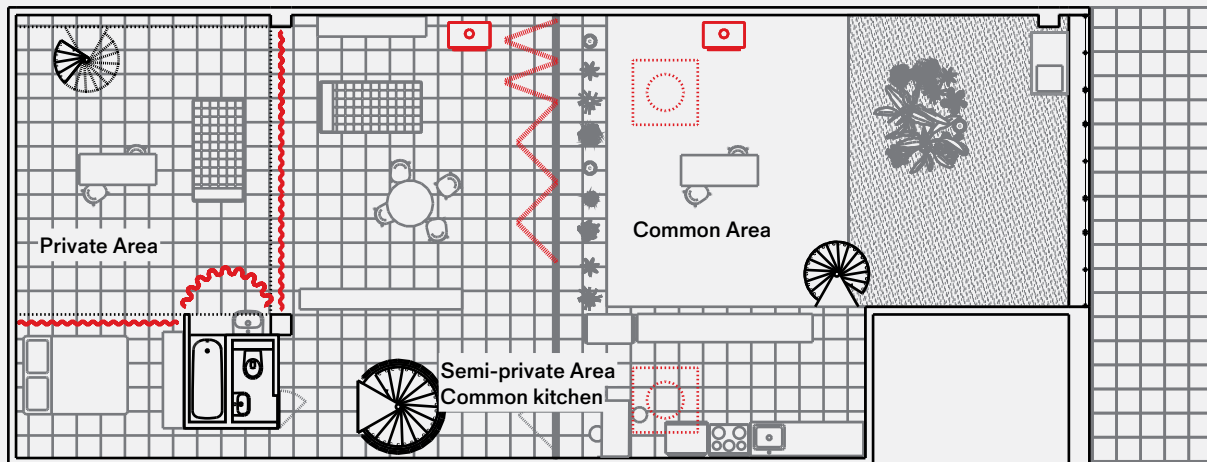 Private Area
Common Area
Semi-private Area
Common kitchen